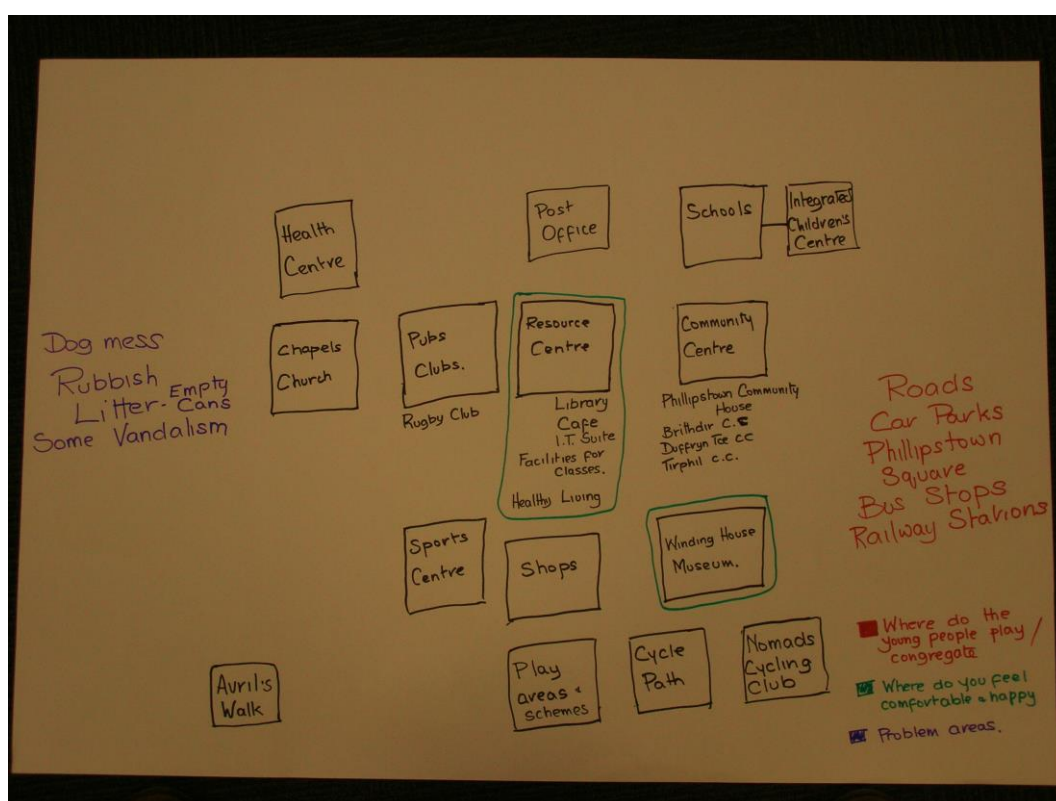 Health
Centre
Post
Office
Schools
Integrated
Children's
Centre
Chapels
Church
Pubs
Clubs.
Rugby Club
Resource
Centre
Library
Cafe
I.T. Suite
Facilities for
Classes.
Healthy Living
Community
Centre
Phillipstown Community
House
Brithdir C.C
Duffryn Tce CC
Tirphil C.C.
Dog mess
Rubbish
Litter - Empty
Cans
Some Vandalism
Roads
Car Parks
Phillipstown
Square
Bus Stops
Railway Stations
Sports
Centre
Shops
Winding House
Museum.
Avril's
Walk
Play
areas &
schemes
Cycle
Path
Nomads
Cycling
Club
Where do the
young people play /
congregate
Where do you feel
comfortable & happy
Problem areas.